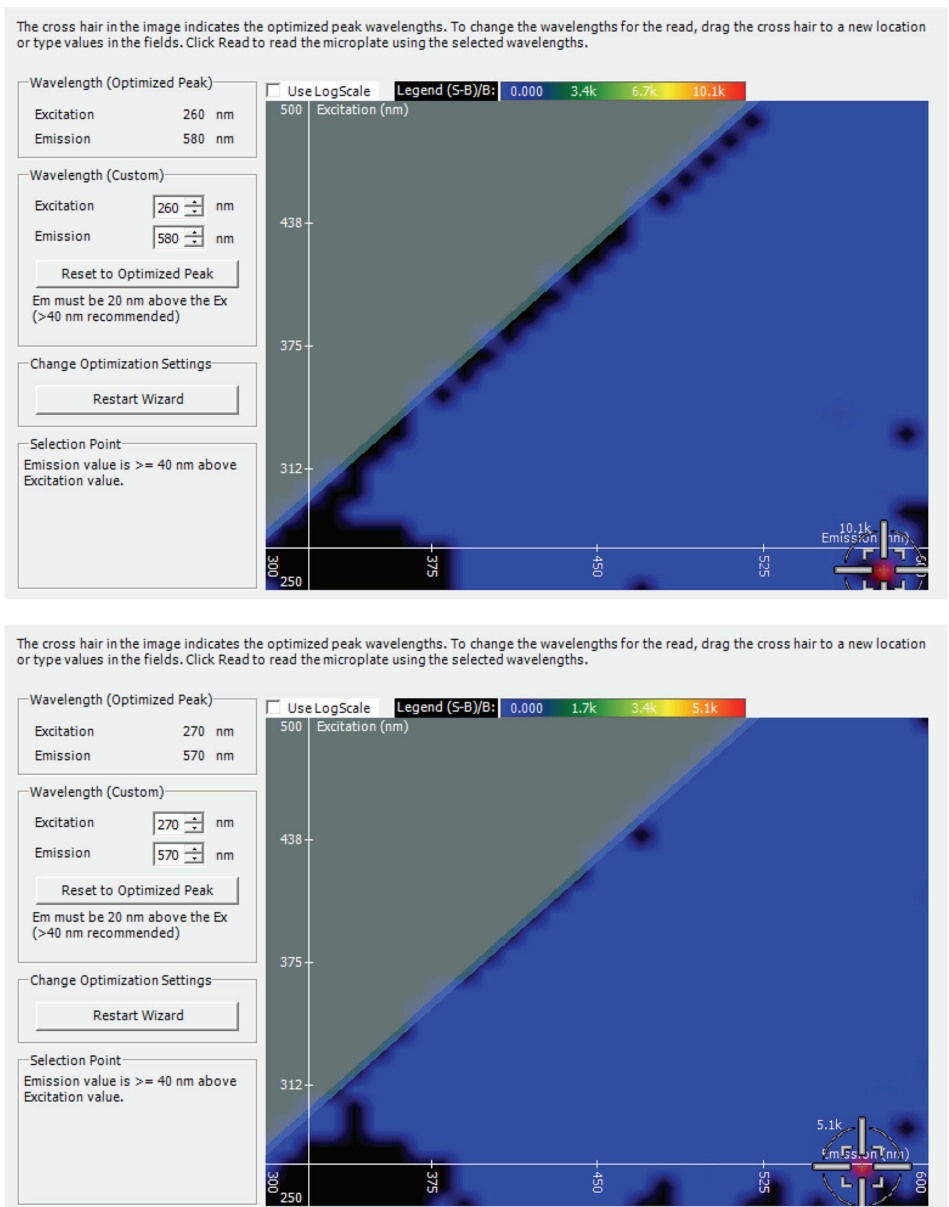 The cross hair in the image indicates the optimized peak wavelengths. To change the wavelengths for the read, drag the cross hair to a new location
or type values in the fields. Click Read to read the microplate using the selected wavelengths.
Wavelength (Optimized Peak)
Excitation 260 nm
Emission 580 nm
Wavelength (Custom)
Excitation 260 nm
Emission 580 nm
Reset to Optimized Peak
Em must be 20 nm above the Ex
(>40 nm recommended)
Change Optimization Settings
Restart Wizard
Selection Point
Emission value is >= 40 nm above
Excitation value.
Use LogScale Legend (S-B)/B: 0.000 3.4k 6.7k 10.1k
500 Excitation (nm)
438
375
312
10.1k
Emission (nm)
300 375 450 525
250
The cross hair in the image indicates the optimized peak wavelengths. To change the wavelengths for the read, drag the cross hair to a new location
or type values in the fields. Click Read to read the microplate using the selected wavelengths.
Wavelength (Optimized Peak)
Excitation 270 nm
Emission 570 nm
Wavelength (Custom)
Excitation 270 nm
Emission 570 nm
Reset to Optimized Peak
Em must be 20 nm above the Ex
(>40 nm recommended)
Change Optimization Settings
Restart Wizard
Selection Point
Emission value is >= 40 nm above
Excitation value.
Use LogScale Legend (S-B)/B: 0.000 1.7k 3.4k 5.1k
500 Excitation (nm)
438
375
312
5.1k
Emission (nm)
300 375 450 525 600
250